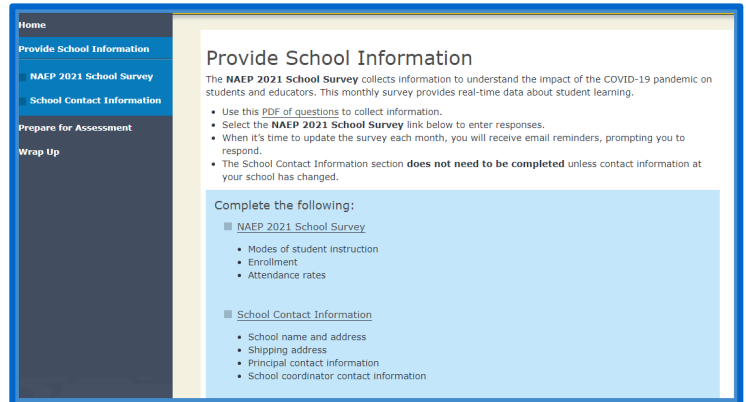 Home
Provide School Information
NAEP 2021 School Survey
School Contact Information
Prepare for Assessment
Wrap Up
Provide School Information
The NAEP 2021 School Survey collects information to understand the impact of the COVID-19 pandemic on
students and educators. This monthly survey provides real-time data about student learning.
• Use this PDF of questions to collect information.
• Select the NAEP 2021 School Survey link below to enter responses.
• When it's time to update the survey each month, you will receive email reminders, prompting you to
respond.
• The School Contact Information section does not need to be completed unless contact information at
your school has changed.
Complete the following:
NAEP 2021 School Survey
• Modes of student instruction
• Enrollment
• Attendance rates
School Contact Information
• School name and address
• Shipping address
• Principal contact information
• School coordinator contact information